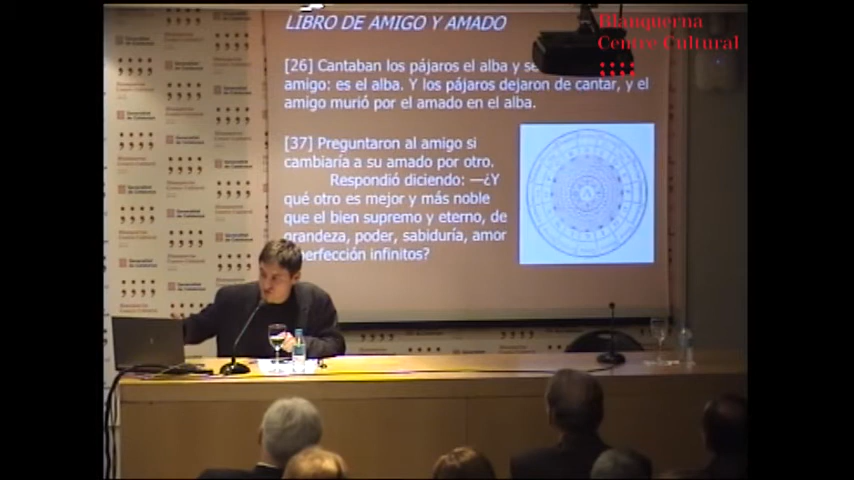 LIBRO DE AMIGO Y AMADO
Blanquerna
Centre Cultural
[26] Cantaban los pájaros el alba y se
amigo: es el alba. Y los pájaros dejaron de cantar, y el
amigo murió por el amado en el alba.
[37] Preguntaron al amigo si
cambiaría a su amado por otro.
Respondió diciendo: —¿Y
qué otro es mejor y más noble
que el bien supremo y eterno, de
grandeza, poder, sabiduría, amor
perfección infinitos?